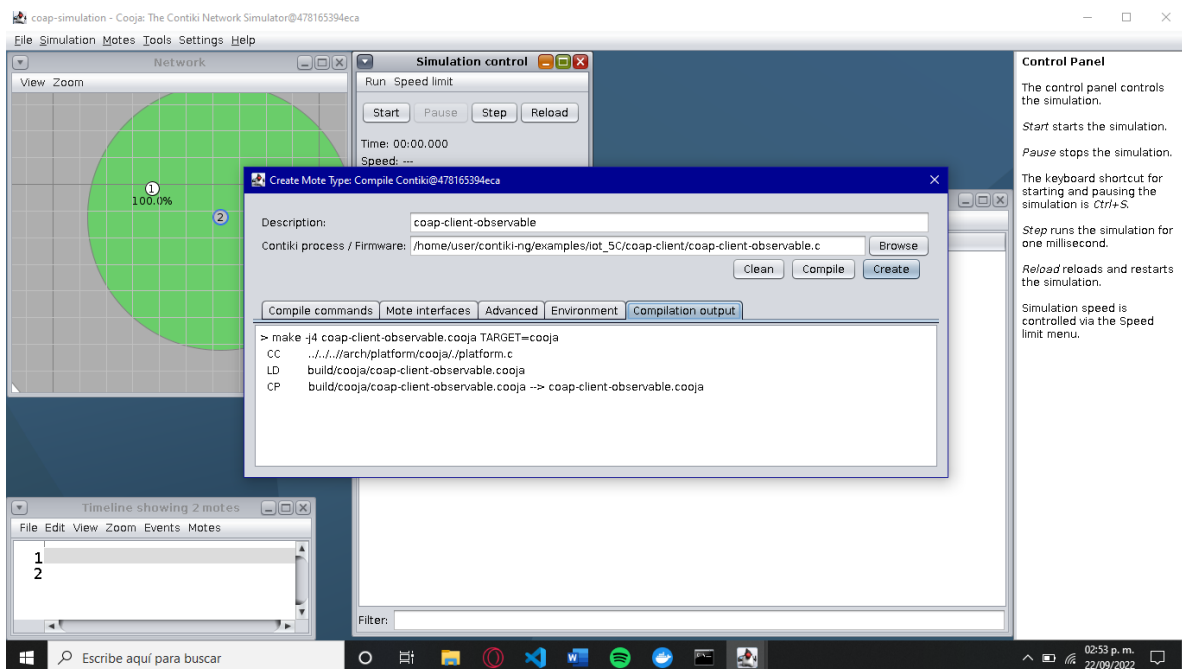 coap-simulation - Cooja: The Contiki Network Simulator@478165394eca
File Simulation Motes Tools Settings Help
Network
View Zoom
1
100.0%
2
Simulation control
Run Speed limit
Start Pause Step Reload
Time: 00:00.000
Speed: ---
Control Panel
The control panel controls
the simulation.
Start starts the simulation.
Pause stops the simulation.
The keyboard shortcut for
starting and pausing the
simulation is Ctrl+S.
Step runs the simulation for
one millisecond.
Reload reloads and restarts
the simulation.
Simulation speed is
controlled via the Speed
limit menu.
Create Mote Type: Compile Contiki@478165394eca
Description: coap-client-observable
Contiki process / Firmware: /home/user/contiki-ng/examples/iot_5C/coap-client/coap-client-observable.c Browse
Clean Compile Create
Compile commands Mote interfaces Advanced Environment Compilation output
> make -j4 coap-client-observable.cooja TARGET=cooja
CC ../../..//arch/platform/cooja/./platform.c
LD build/cooja/coap-client-observable.cooja
CP build/cooja/coap-client-observable.cooja --> coap-client-observable.cooja
Timeline showing 2 motes
File Edit View Zoom Events Motes
1
2
Filter:
Escribe aquí para buscar
02:53 p. m.
22/09/2022